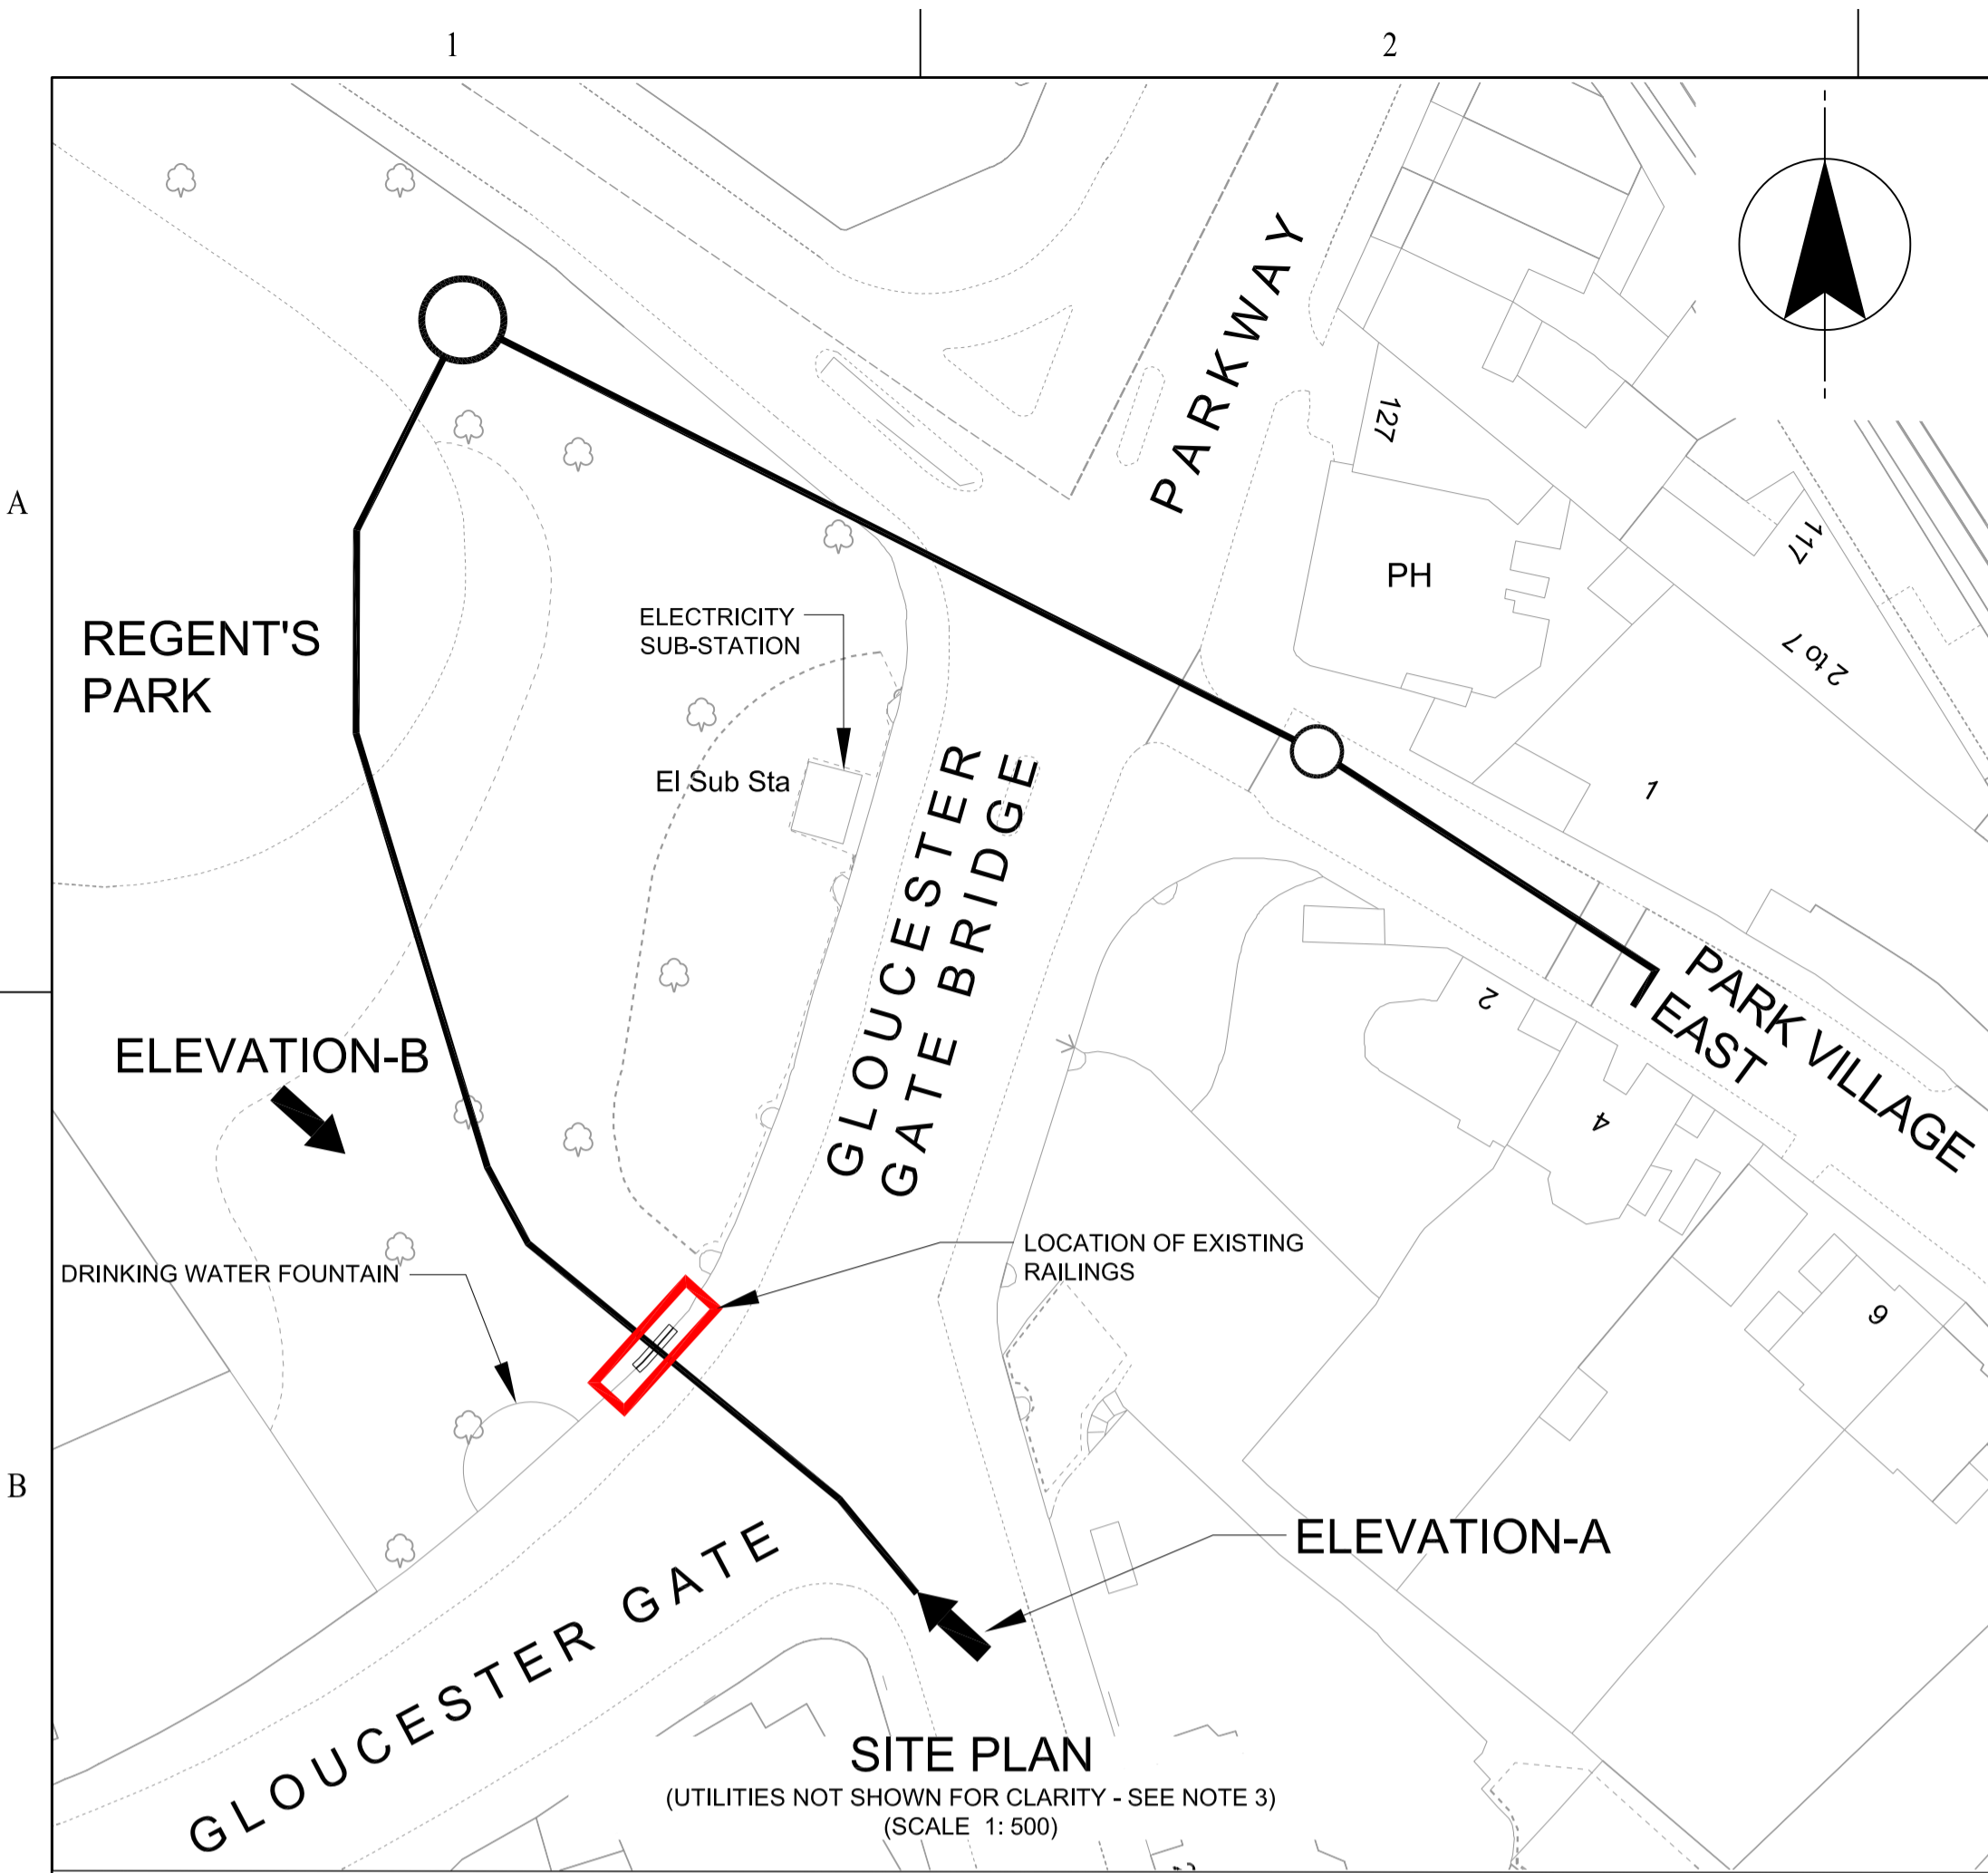 1
2
A
B
PARKWAY
127
117
PH
2 to 7
REGENT'S
PARK
ELECTRICITY
SUB-STATION
El Sub Sta
GLOUCESTER
GATE BRIDGE
1
2
4
PARK VILLAGE
EAST
ELEVATION-B
DRINKING WATER FOUNTAIN
LOCATION OF EXISTING
RAILINGS
6
ELEVATION-A
GLOUCESTER GATE
SITE PLAN
(UTILITIES NOT SHOWN FOR CLARITY - SEE NOTE 3)
(SCALE 1: 500)